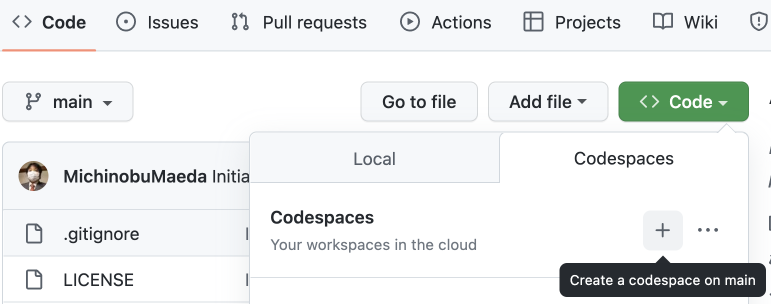 Code Issues Pull requests Actions Projects Wiki
main Go to file Add file Code
Local Codespaces
MichinobuMaeda Initia
Codespaces
Your workspaces in the cloud
.gitignore
Create a codespace on main
LICENSE